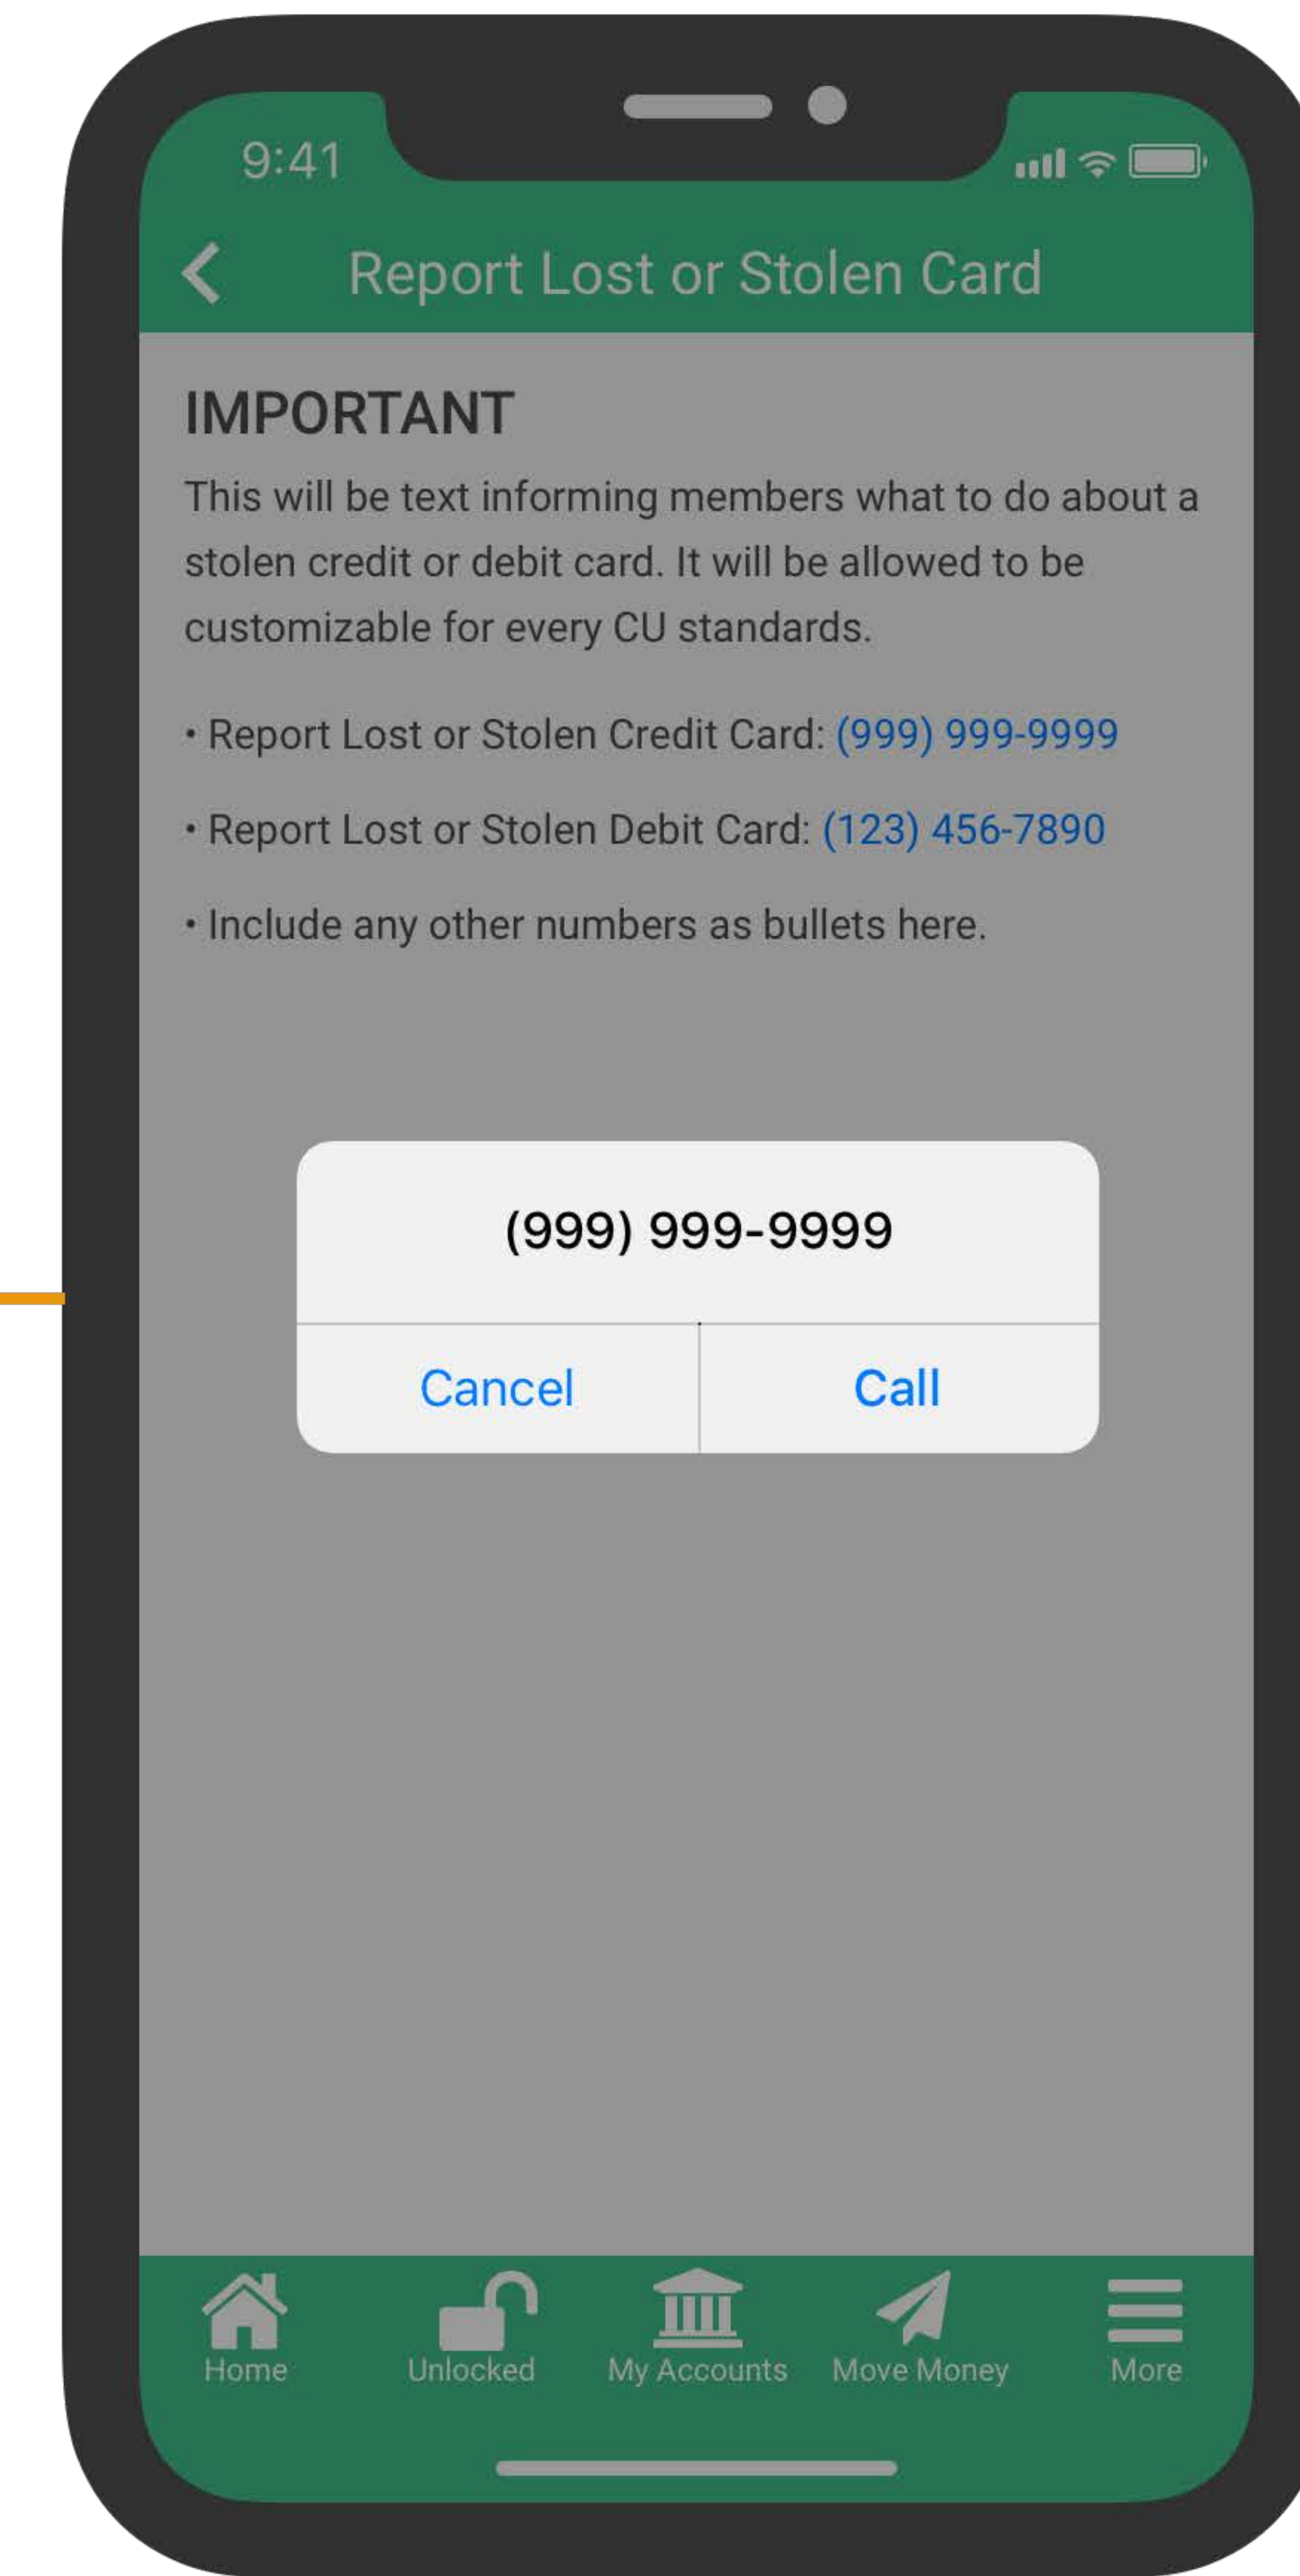 9:41
Report Lost or Stolen Card
IMPORTANT
This will be text informing members what to do about a
stolen credit or debit card. It will be allowed to be
customizable for every CU standards.
• Report Lost or Stolen Credit Card: (999) 999-9999
• Report Lost or Stolen Debit Card: (123) 456-7890
• Include any other numbers as bullets here.
(999) 999-9999
Cancel Call
Home Unlocked My Accounts Move Money More